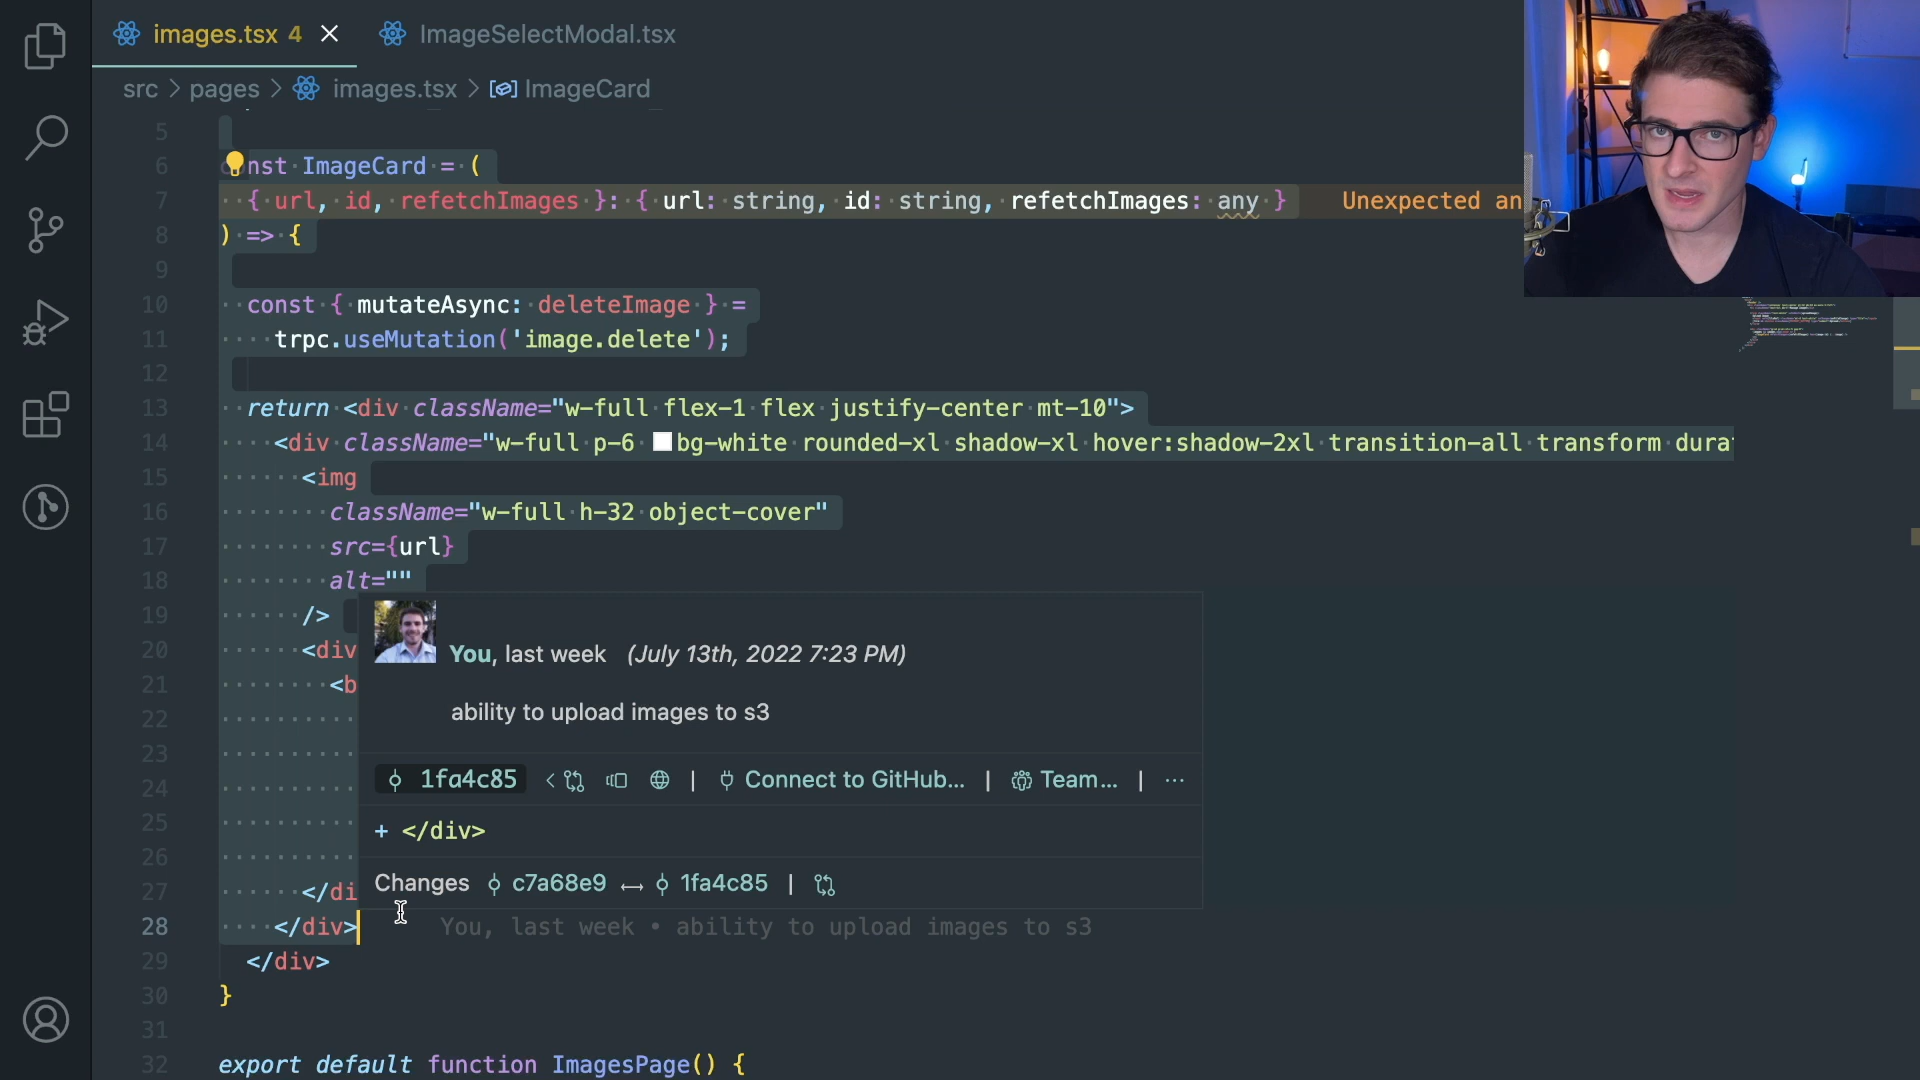 images.tsx 4
ImageSelectModal.tsx
src > pages > images.tsx > ImageCard
5
6 nst ImageCard = (
7 { url, id, refetchImages }: { url: string, id: string, refetchImages: any } Unexpected an
8 ) => {
9
10 const { mutateAsync: deleteImage } =
11 trpc.useMutation('image.delete');
12
13 return <div className="w-full flex-1 flex justify-center mt-10">
14 <div className="w-full p-6 bg-white rounded-xl shadow-xl hover:shadow-2xl transition-all transform dura
15 <img
16 className="w-full h-32 object-cover"
17 src={url}
18 alt=""
19 />
20 <div
21 <b
22
23
24
25
26
27 </di
28 </div> You, last week • ability to upload images to s3
29 </div>
30 }
31
32 export default function ImagesPage() {
You, last week (July 13th, 2022 7:23 PM)
ability to upload images to s3
1fa4c85 | Connect to GitHub... | Team... | ...
+ </div>
Changes c7a68e9 ↔ 1fa4c85 |